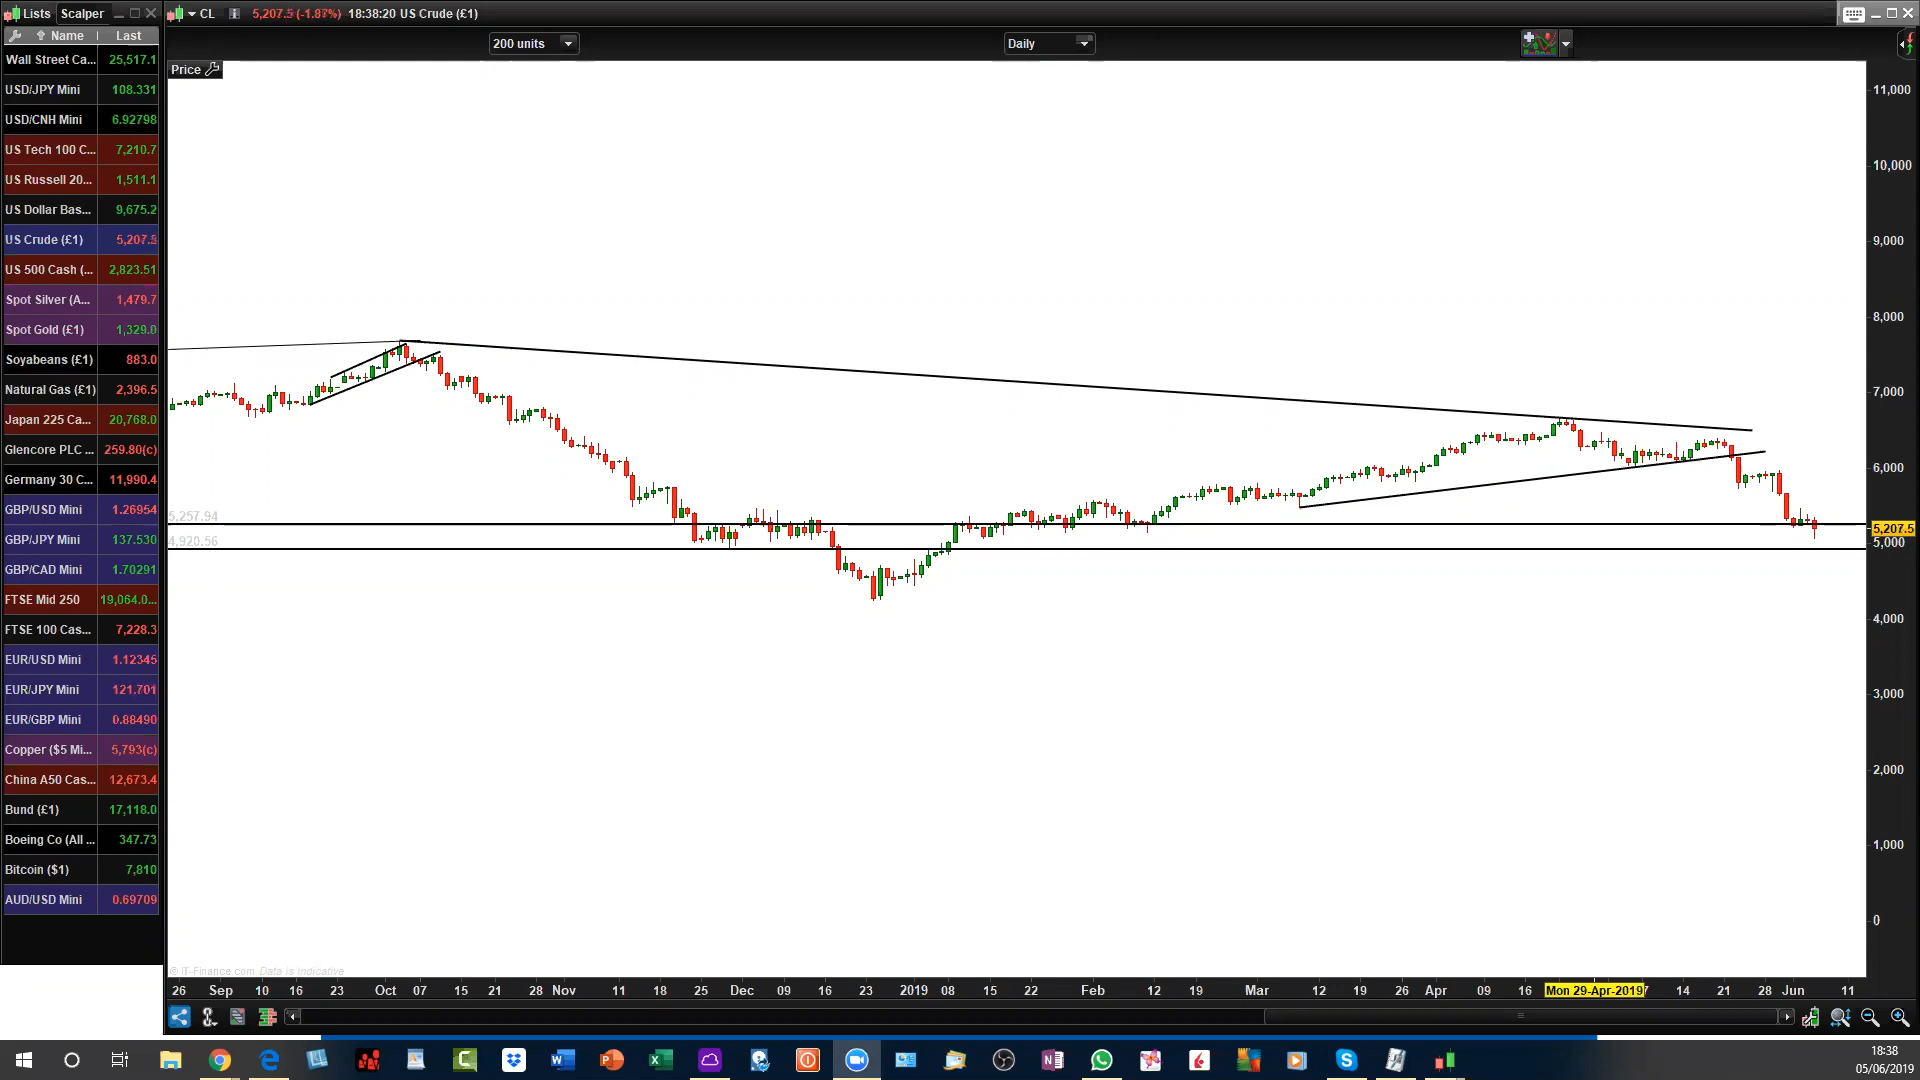 Lists Scalper
Name Last
Wall Street Ca... 25,517.1
USD/JPY Mini 108.331
USD/CNH Mini 6.92798
US Tech 100 C... 7,210.7
US Russell 20... 1,511.1
US Dollar Bas... 9,675.2
US Crude (£1) 5,207.5
US 500 Cash (... 2,823.51
Spot Silver (A... 1,479.7
Spot Gold (£1) 1,329.0
Soyabeans (£1) 883.0
Natural Gas (£1) 2,396.5
Japan 225 Ca... 20,768.0
Glencore PLC ... 259.80(c)
Germany 30 C... 11,990.4
GBP/USD Mini 1.26954
GBP/JPY Mini 137.530
GBP/CAD Mini 1.70291
FTSE Mid 250 19,064.0...
FTSE 100 Cas... 7,228.3
EUR/USD Mini 1.12345
EUR/JPY Mini 121.701
EUR/GBP Mini 0.88490
Copper ($5 Mi... 5,793(c)
China A50 Cas... 12,673.4
Bund (£1) 17,118.0
Boeing Co (All ... 347.73
Bitcoin ($1) 7,810
AUD/USD Mini 0.69709
CL 5,207.5 (-1.87%) 18:38:20 US Crude (£1)
200 units Daily
Price
11,000
10,000
9,000
8,000
7,000
6,000
5,257.94
5,207.5
4,920.56
5,000
4,000
3,000
2,000
1,000
0
© IT-Finance.com Data is indicative
26 Sep 10 16 23 Oct 07 15 21 28 Nov 11 18 25 Dec 09 16 23 2019 08 15 22 Feb 12 19 Mar 12 19 26 Apr 09 16 Mon 29-Apr-2019 14 21 28 Jun 11
18:38
05/06/2019